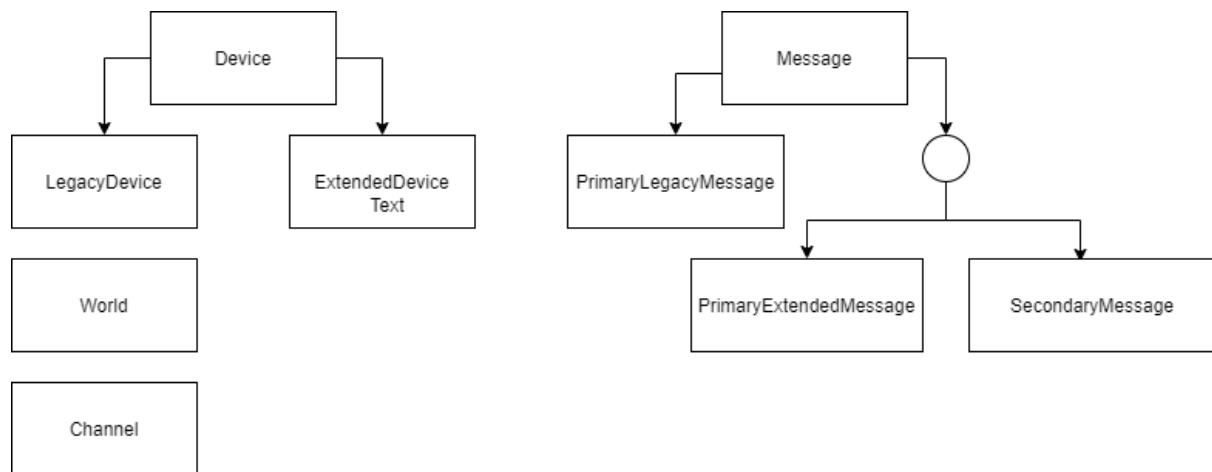 Device
Message
LegacyDevice
ExtendedDevice
Text
PrimaryLegacyMessage
World
PrimaryExtendedMessage
SecondaryMessage
Channel